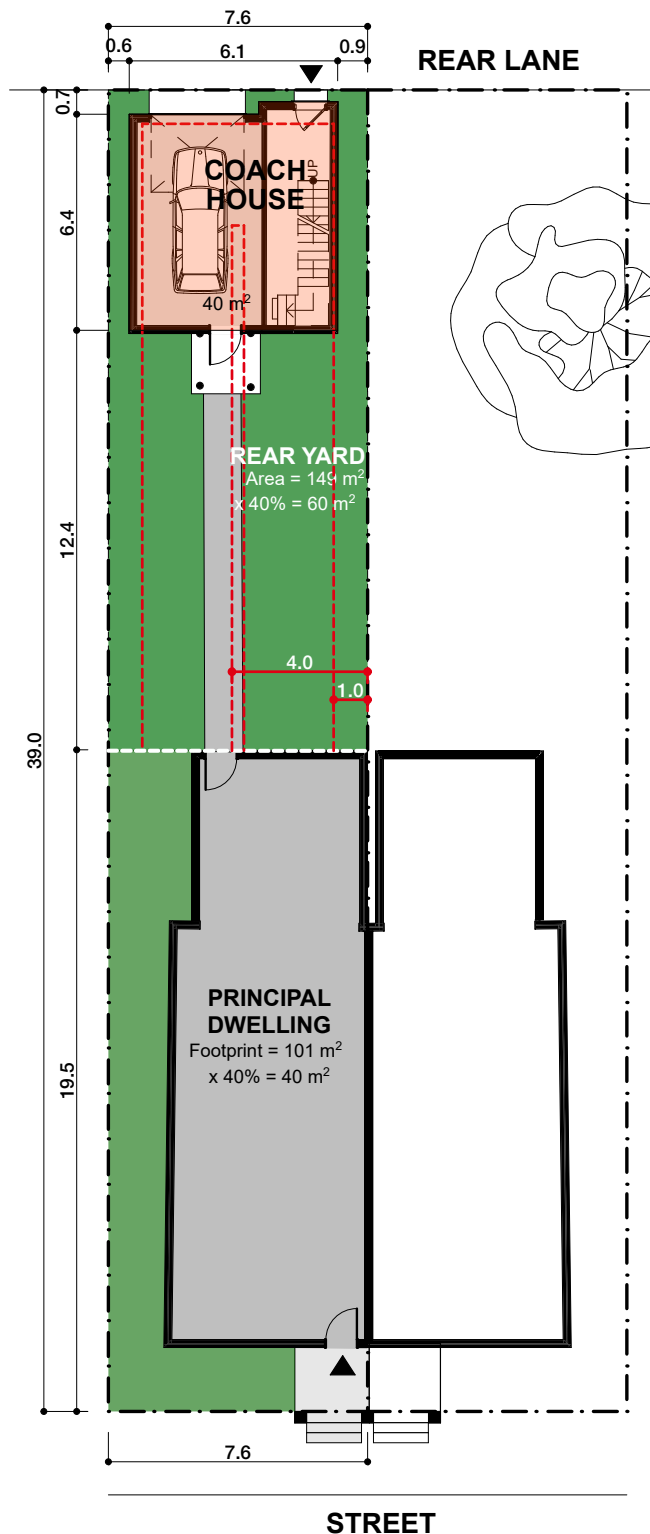 7.6
0.6
6.1
0.9
REAR LANE
0.7
COACH
HOUSE
UP
6.4
40 m²
REAR YARD
Area = 149 m²
x 40% = 60 m²
12.4
4.0
1.0
39.0
PRINCIPAL
DWELLING
Footprint = 101 m²
x 40% = 40 m²
19.5
7.6
STREET